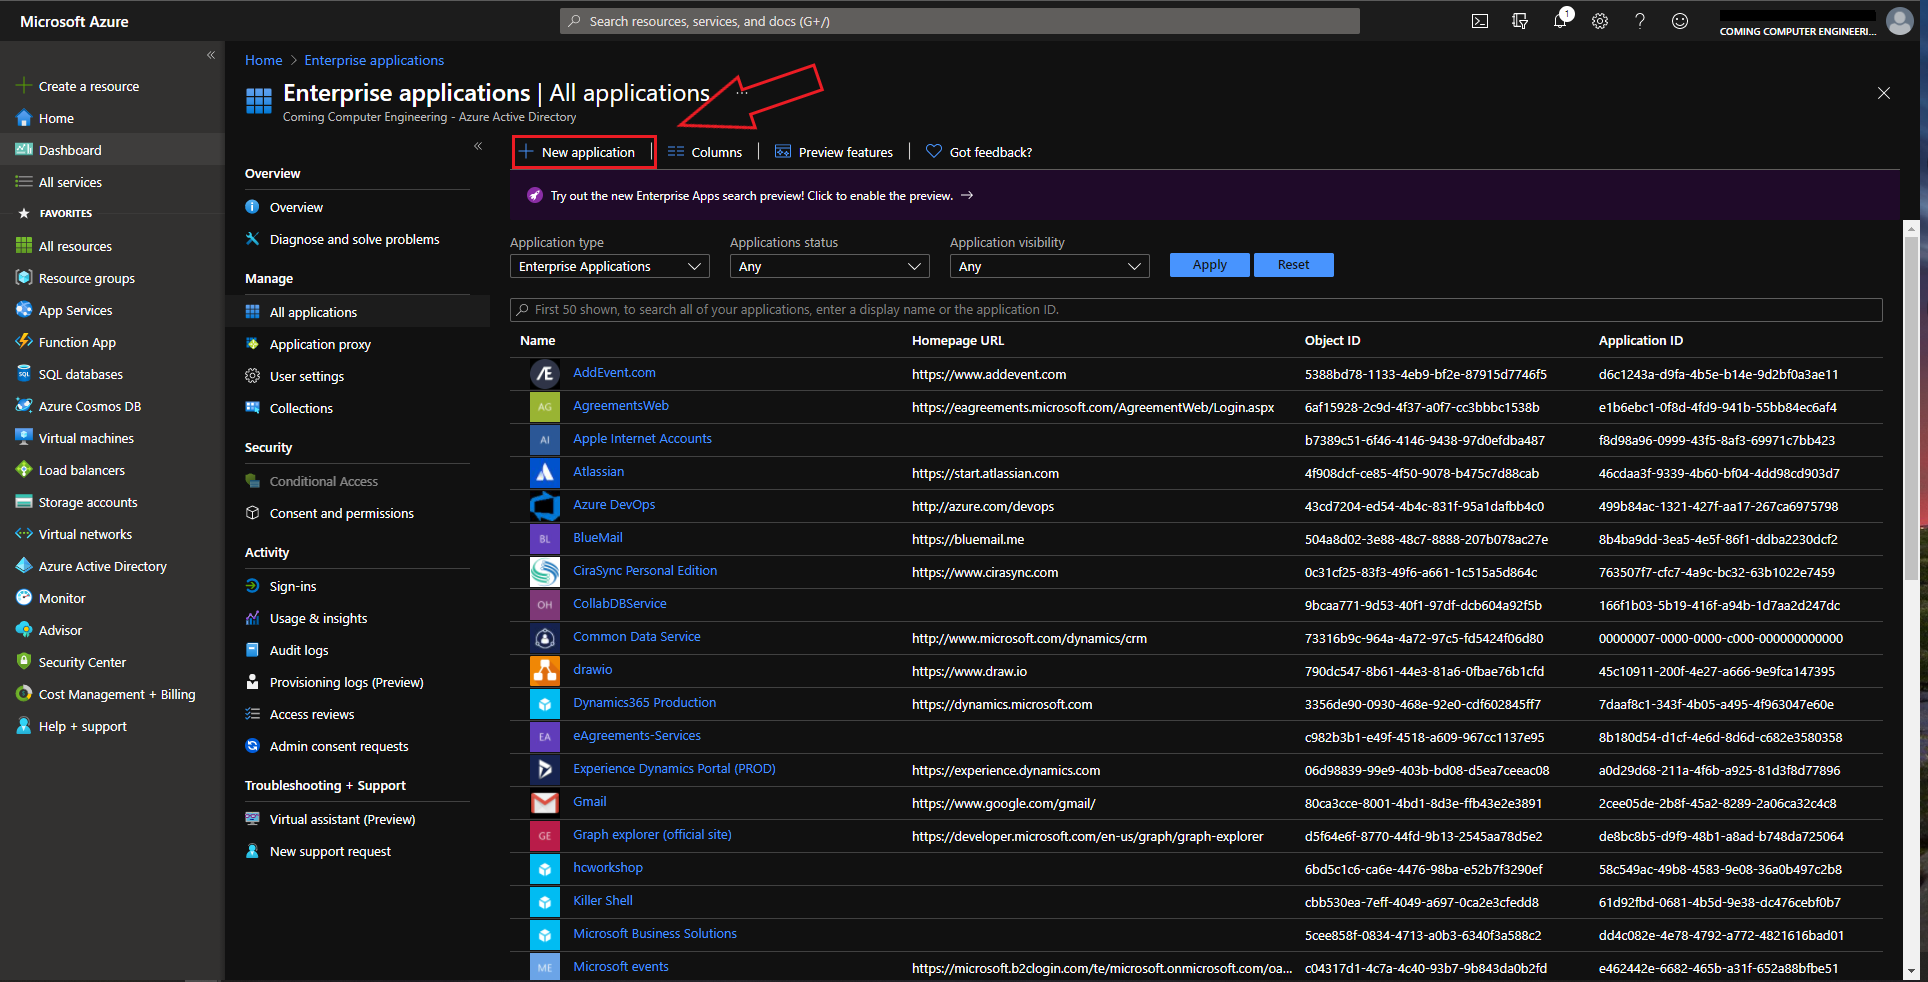 Microsoft Azure
Search resources, services, and docs (G+/)
1
COMING COMPUTER ENGINEERI...
Create a resource
Home
Dashboard
All services
FAVORITES
All resources
Resource groups
App Services
Function App
SQL databases
Azure Cosmos DB
Virtual machines
Load balancers
Storage accounts
Virtual networks
Azure Active Directory
Monitor
Advisor
Security Center
Cost Management + Billing
Help + support
Home > Enterprise applications
Enterprise applications | All applications ...
Coming Computer Engineering - Azure Active Directory
Overview
Overview
Diagnose and solve problems
Manage
All applications
Application proxy
User settings
Collections
Security
Conditional Access
Consent and permissions
Activity
Sign-ins
Usage & insights
Audit logs
Provisioning logs (Preview)
Access reviews
Admin consent requests
Troubleshooting + Support
Virtual assistant (Preview)
New support request
New application | Columns | Preview features | Got feedback?
Try out the new Enterprise Apps search preview! Click to enable the preview. →
Application type Applications status Application visibility
Enterprise Applications Any Any Apply Reset
First 50 shown, to search all of your applications, enter a display name or the application ID.
Name Homepage URL Object ID Application ID
Æ AddEvent.com https://www.addevent.com 5388bd78-1133-4eb9-bf2e-87915d7746f5 d6c1243a-d9fa-4b5e-b14e-9d2bf0a3ae11
AG AgreementsWeb https://eagreements.microsoft.com/AgreementWeb/Login.aspx 6af15928-2c9d-4f37-a0f7-cc3bbbc1538b e1b6ebc1-0f8d-4fd9-941b-55bb84ec6af4
AI Apple Internet Accounts b7389c51-6f46-4146-9438-97d0efdba487 f8d98a96-0999-43f5-8af3-69971c7bb423
Atlassian https://start.atlassian.com 4f908dcf-ce85-4f50-9078-b475c7d88cab 46cdaa3f-9339-4b60-bf04-4dd98cd903d7
Azure DevOps http://azure.com/devops 43cd7204-ed54-4b4c-831f-95a1dafbb4c0 499b84ac-1321-427f-aa17-267ca6975798
BL BlueMail https://bluemail.me 504a8d02-3e88-48c7-8888-207b078ac27e 8b4ba9dd-3ea5-4e5f-86f1-ddba2230dcf2
CiraSync Personal Edition https://www.cirasync.com 0c31cf25-83f3-49f6-a661-1c515a5d864c 763507f7-cfc7-4a9c-bc32-63b1022e7459
OH CollabDBService 9bcaa771-9d53-40f1-97df-dcb604a92f5b 166f1b03-5b19-416f-a94b-1d7aa2d247dc
Common Data Service http://www.microsoft.com/dynamics/crm 73316b9c-964a-4a72-97c5-fd5424f06d80 00000007-0000-0000-c000-000000000000
drawio https://www.draw.io 790dc547-8b61-44e3-81a6-0fbae76b1cfd 45c10911-200f-4e27-a666-9e9fca147395
Dynamics365 Production https://dynamics.microsoft.com 3356de90-0930-468e-92e0-cdf602845ff7 7daaf8c1-343f-4b05-a495-4f963047e60e
EA eAgreements-Services c982b3b1-e49f-4518-a609-967cc1137e95 8b180d54-d1cf-4e6d-8d6d-c682e3580358
Experience Dynamics Portal (PROD) https://experience.dynamics.com 06d98839-99e9-403b-bd08-d5ea7ceeac08 a0d29d68-211a-4f6b-a925-81d3f8d77896
Gmail https://www.google.com/gmail/ 80ca3cce-8001-4bd1-8d3e-ffb43e2e3891 2cee05de-2b8f-45a2-8289-2a06ca32c4c8
GE Graph explorer (official site) https://developer.microsoft.com/en-us/graph/graph-explorer d5f64e6f-8770-44fd-9b13-2545aa78d5e2 de8bc8b5-d9f9-48b1-a8ad-b748da725064
hcworkshop 6bd5c1c6-ca6e-4476-98ba-e52b7f3290ef 58c549ac-49b8-4583-9e08-36a0b497c2b8
Killer Shell cbb530ea-7eff-4049-a697-0ca2e3cfedd8 61d92fbd-0681-4b5d-9e38-dc476cebf0b7
Microsoft Business Solutions 5cee858f-0834-4713-a0b3-6340f3a588c2 dd4c082e-4e78-4792-a772-4821616bad01
ME Microsoft events https://microsoft.b2clogin.com/te/microsoft.onmicrosoft.com/oa... c04317d1-4c7a-4c40-93b7-9b843da0b2fd e462442e-6682-465b-a31f-652a88bfbe51